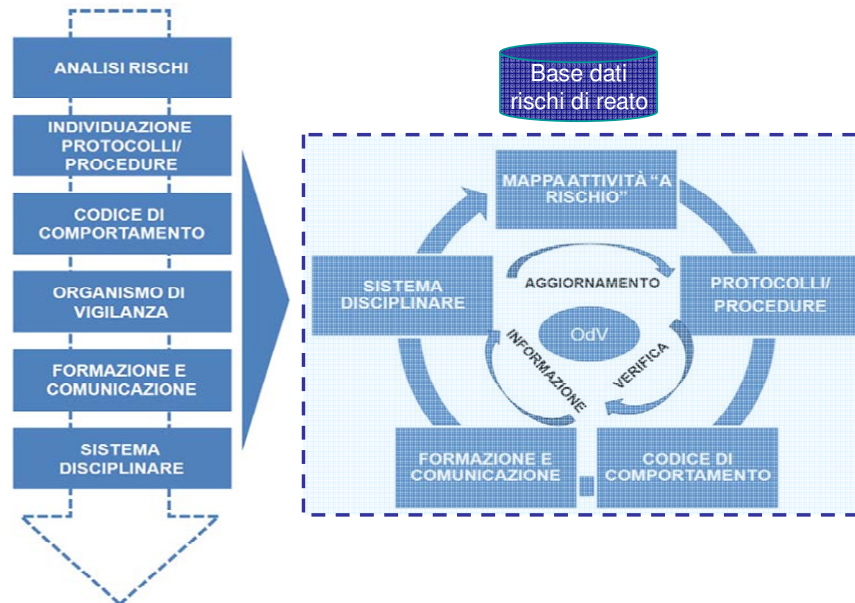 ANALISI RISCHI
INDIVIDUAZIONE
PROTOCOLLI/
PROCEDURE
CODICE DI
COMPORTAMENTO
ORGANISMO DI
VIGILANZA
FORMAZIONE E
COMUNICAZIONE
SISTEMA
DISCIPLINARE
Base dati
rischi di reato
MAPPA ATTIVITÀ "A
RISCHIO"
SISTEMA
DISCIPLINARE
AGGIORNAMENTO
PROTOCOLLI/
PROCEDURE
OdV
INFORMAZIONE
VERIFICA
FORMAZIONE E
COMUNICAZIONE
CODICE DI
COMPORTAMENTO